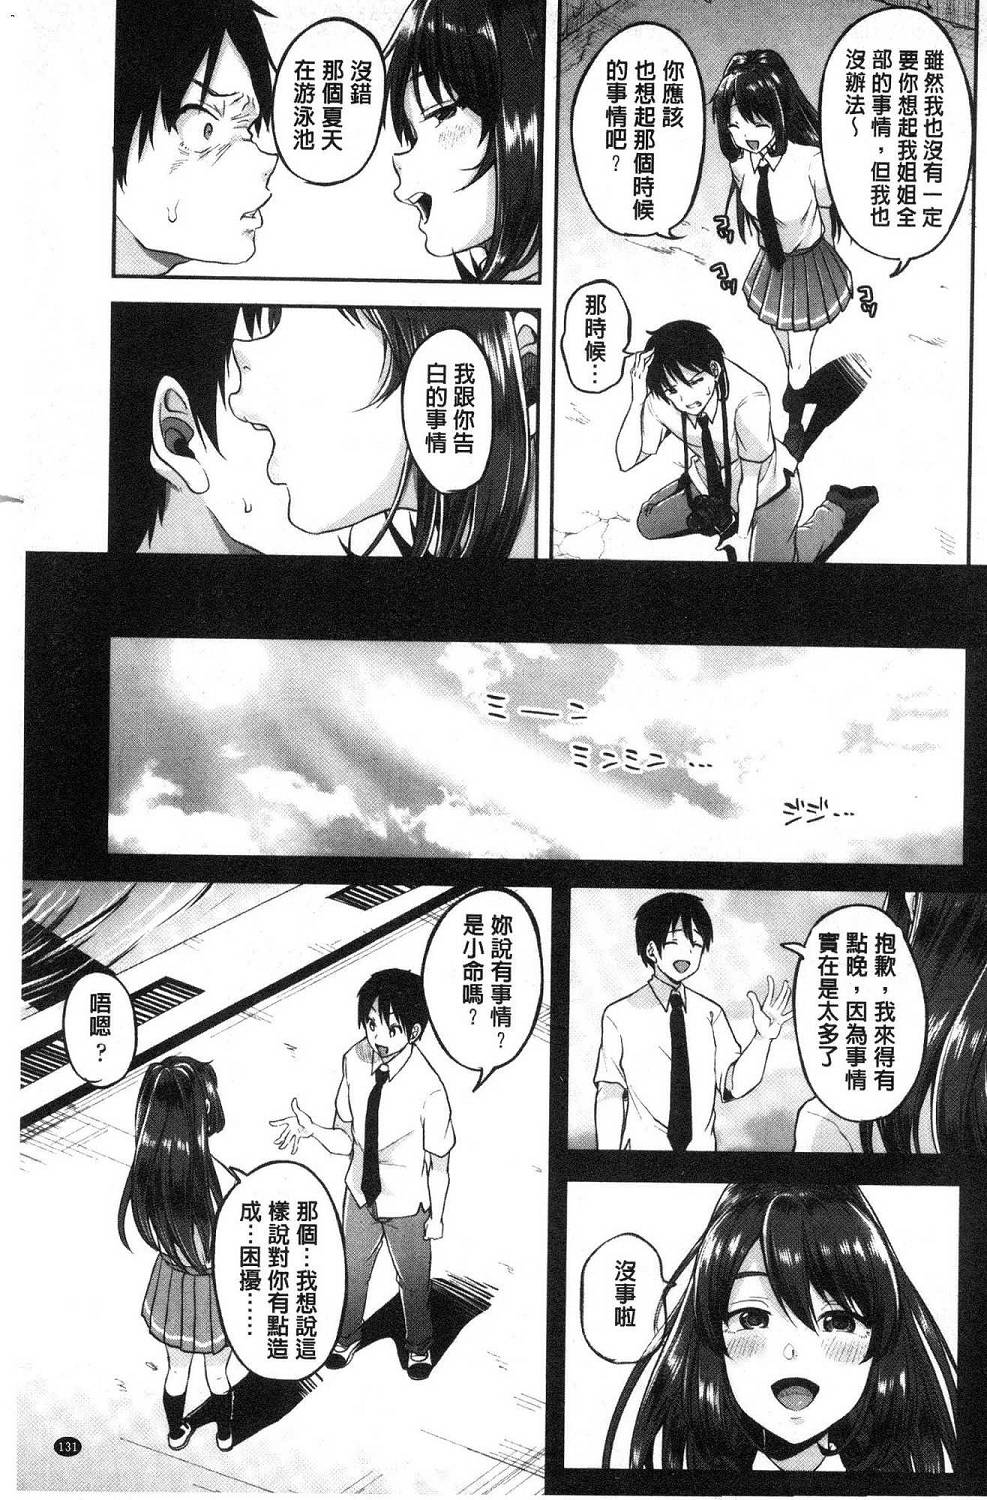 雖然我也沒有一定
要你想起我姐姐全
部的事情，但我也
沒辦法～
你應該
也想起那個時候
的事情吧？
コツ
コツ
コツ
那時候…
沒錯
那個夏天
在游泳池
我跟你告
白的事情
ミーン
ミンミン…
ジジ…
抱歉，我來得有
點晚，因為事情
實在是太多了
沒事啦
妳說有事情？
是小命嗎？
唔嗯？
那個…我想說這
樣說對你有點造
成…困擾……
131